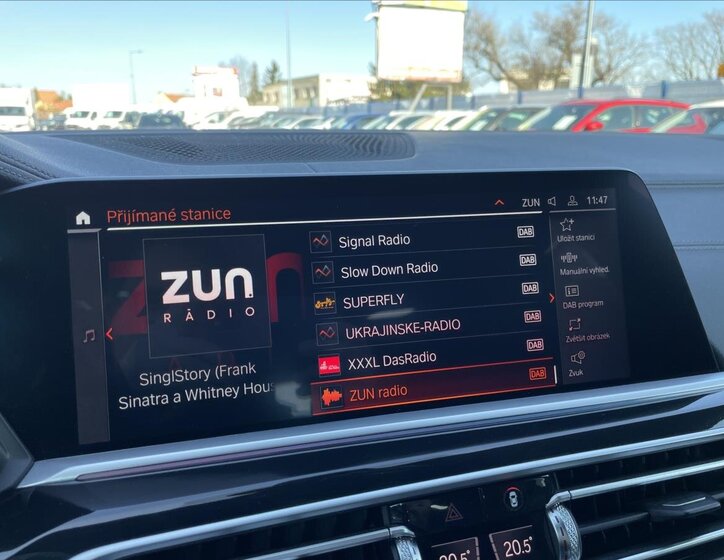 Přijímané stanice
ZUN 11:47
ZUN
RÁDIO
SinglStory (Frank
Sinatra a Whitney Hous
Signal Radio DAB
Slow Down Radio DAB
SUPERFLY DAB
UKRAJINSKE-RADIO DAB
XXXL DasRadio DAB
ZUN radio DAB
Uložit stanici
Manuální vyhled.
DAB program
Zvětšit obrázek
Zvuk
20.5°
20.5°